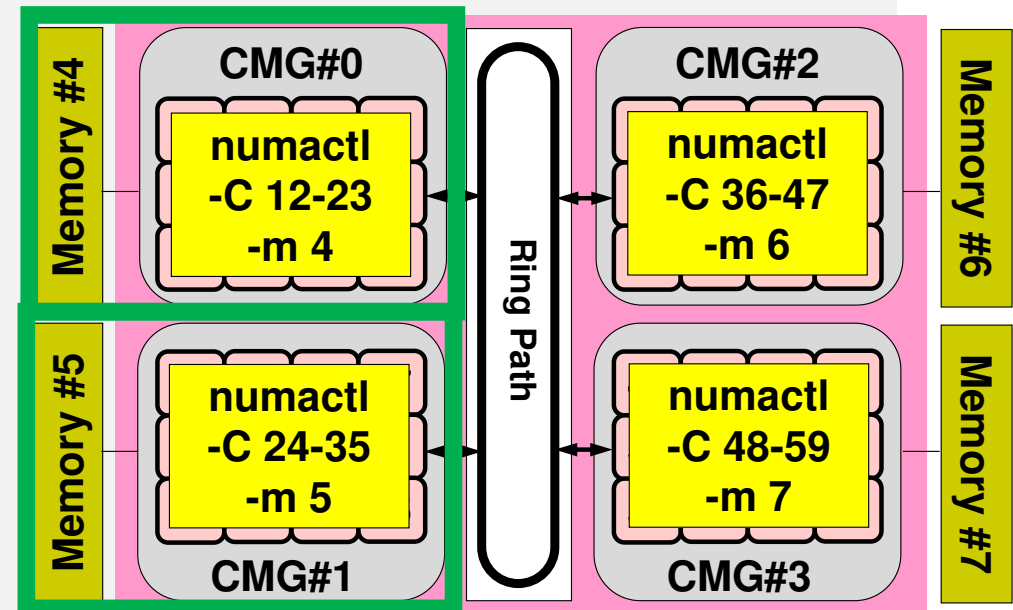 Memory #4
CMG#0
numactl
-C 12-23
-m 4
Memory #5
numactl
-C 24-35
-m 5
CMG#1
Ring Path
CMG#2
numactl
-C 36-47
-m 6
Memory #6
numactl
-C 48-59
-m 7
CMG#3
Memory #7